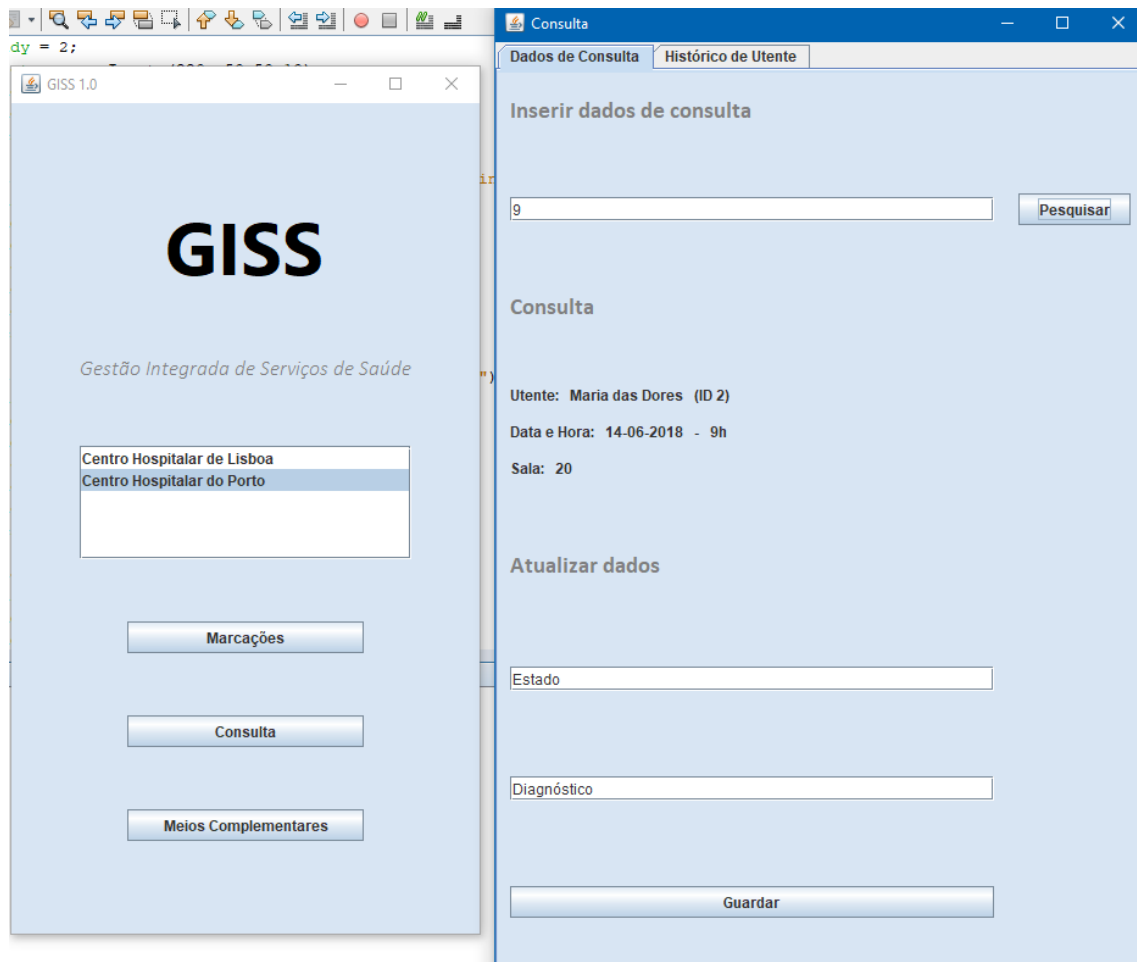 dy = 2;
GISS 1.0
GISS
Gestão Integrada de Serviços de Saúde
Centro Hospitalar de Lisboa
Centro Hospitalar do Porto
Marcações
Consulta
Meios Complementares
Consulta
Dados de Consulta
Histórico de Utente
Inserir dados de consulta
9
Pesquisar
Consulta
Utente: Maria das Dores (ID 2)
Data e Hora: 14-06-2018 - 9h
Sala: 20
Atualizar dados
Estado
Diagnóstico
Guardar